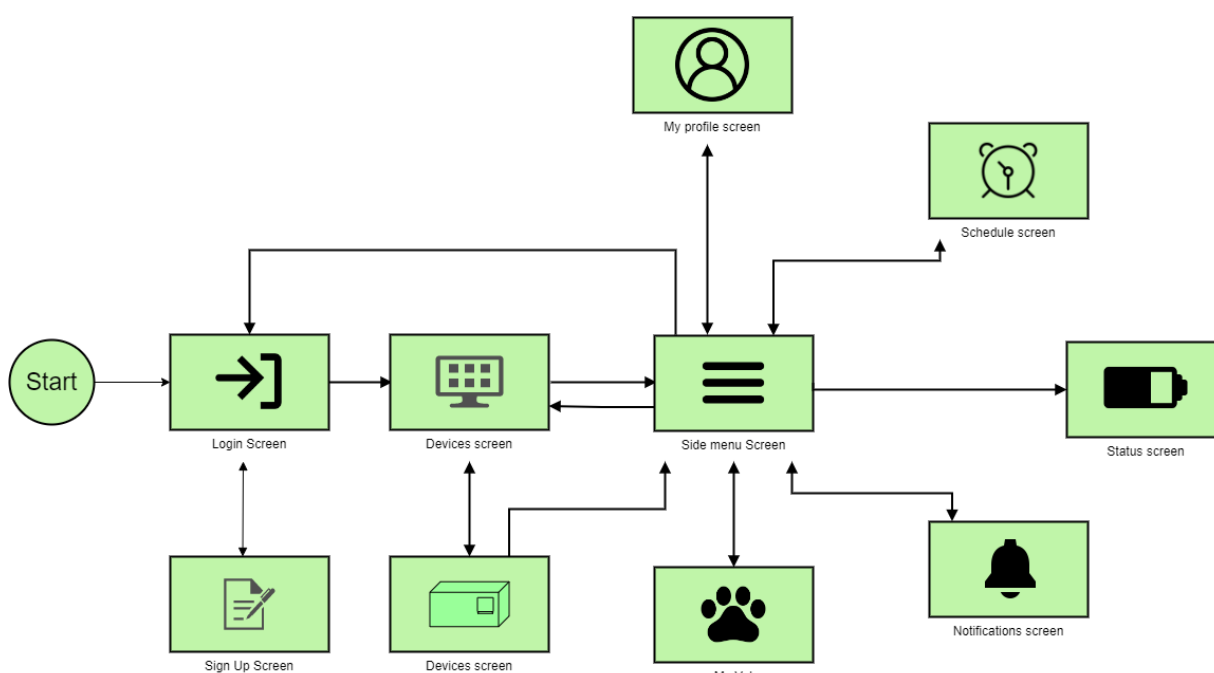 My profile screen
Schedule screen
Start
Login Screen
Devices screen
Side menu Screen
Status screen
Sign Up Screen
Devices screen
Notifications screen